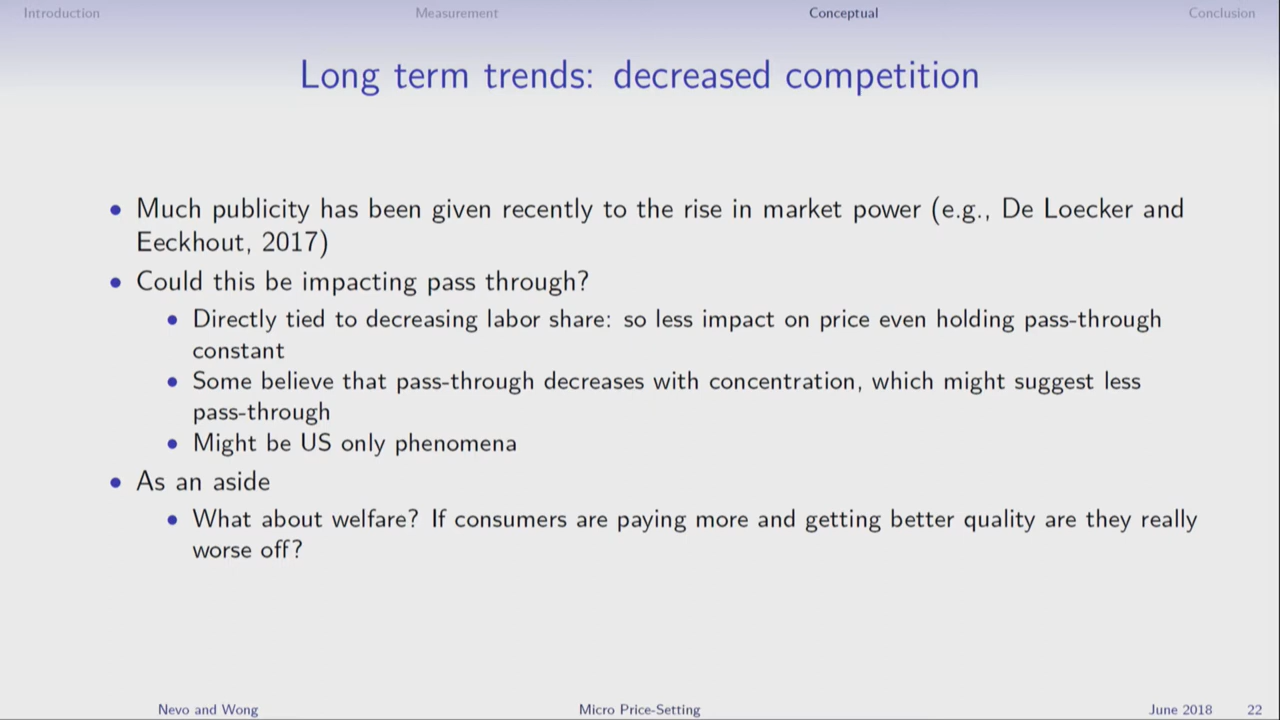 Introduction Measurement Conceptual Conclusion
Long term trends: decreased competition
• Much publicity has been given recently to the rise in market power (e.g., De Loecker and
Eeckhout, 2017)
• Could this be impacting pass through?
• Directly tied to decreasing labor share: so less impact on price even holding pass-through
constant
• Some believe that pass-through decreases with concentration, which might suggest less
pass-through
• Might be US only phenomena
• As an aside
• What about welfare? If consumers are paying more and getting better quality are they really
worse off?
Nevo and Wong Micro Price-Setting June 2018 22